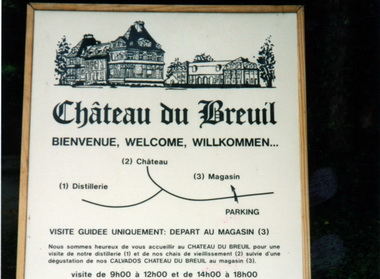 Château du Breuil
BIENVENUE, WELCOME, WILLKOMMEN...
(2) Château
(3) Magasin
(1) Distillerie
PARKING
VISITE GUIDEE UNIQUEMENT: DEPART AU MAGASIN (3)
Nous sommes heureux de vous accueillir au CHATEAU DU BREUIL pour une
visite de notre distillerie (1) et de nos chais de vieillissement (2) suivie d'une
dégustation de nos CALVADOS CHATEAU DU BREUIL au magasin (3).
visite de 9h00 à 12h00 et de 14h00 à 18h00